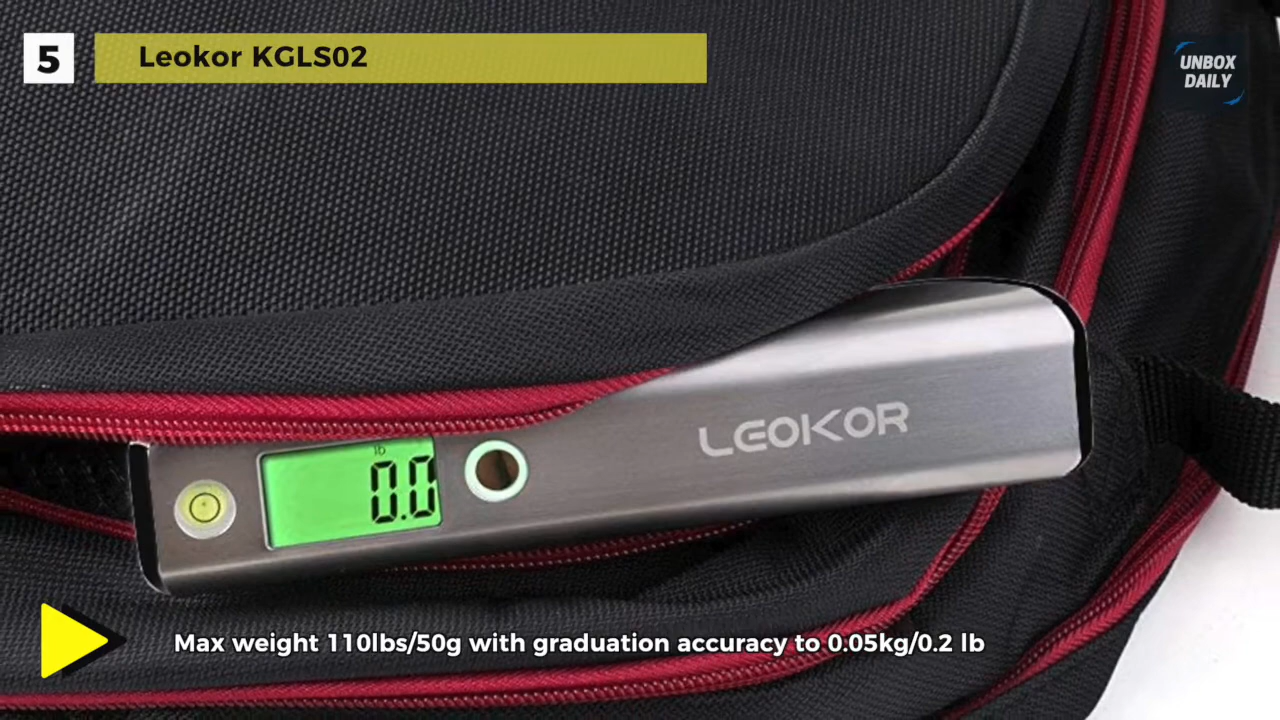 5
Leokor KGLS02
UNBOX
DAILY
lb
0.0
LEOKOR
Max weight 110lbs/50g with graduation accuracy to 0.05kg/0.2 lb